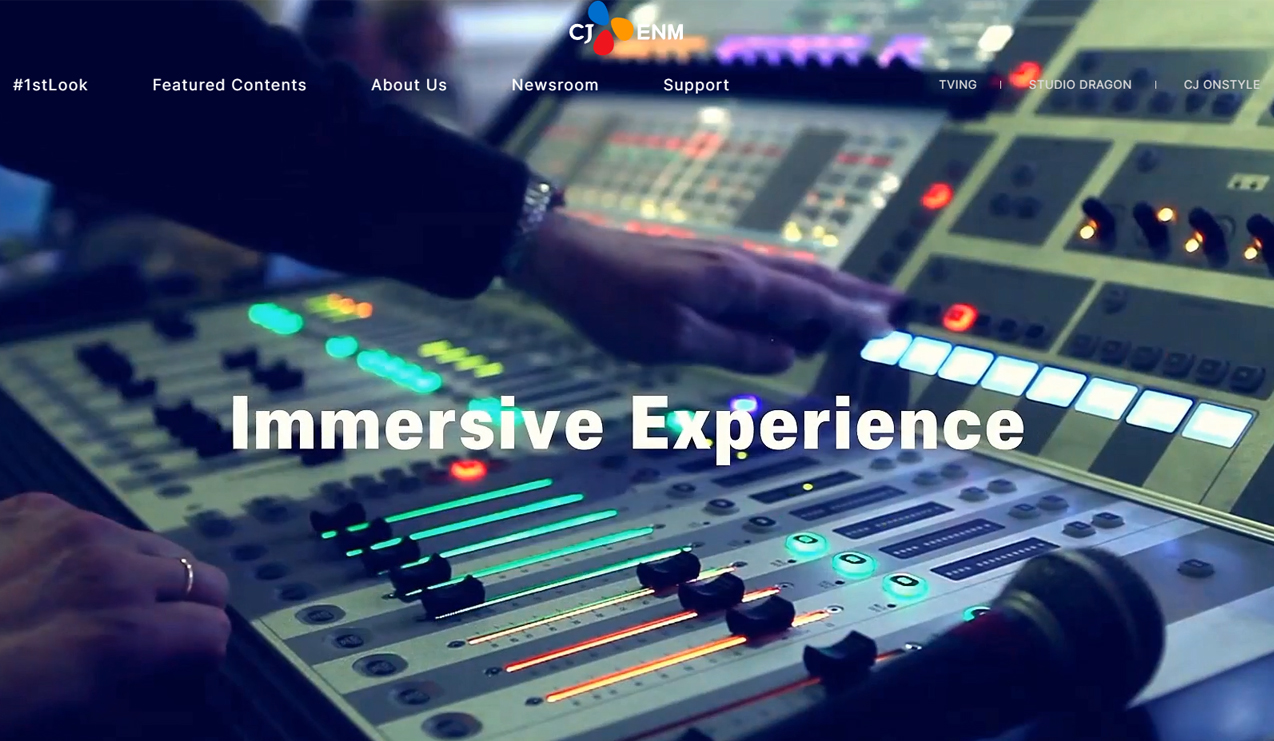 CJ ENM
#1stLook Featured Contents About Us Newsroom Support TVING STUDIO DRAGON CJ ONSTYLE
Immersive Experience